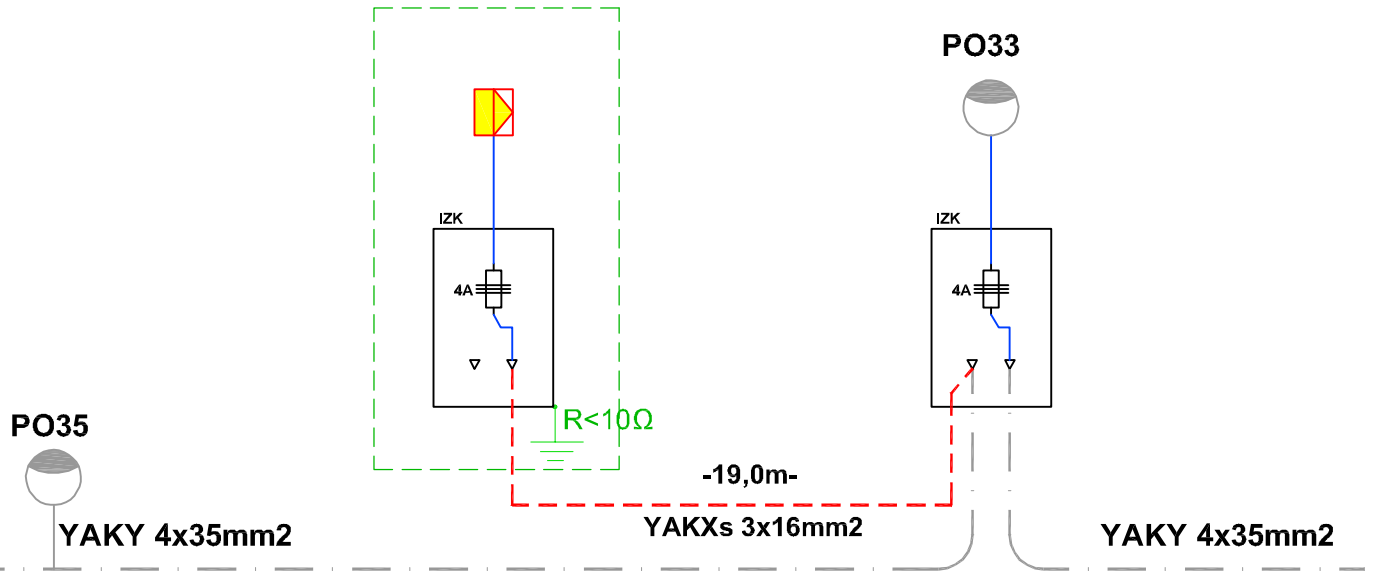 PO33
IZK
IZK
4A
4A
R<10Ω
PO35
-19,0m-
YAKY 4x35mm2
YAKXs 3x16mm2
YAKY 4x35mm2